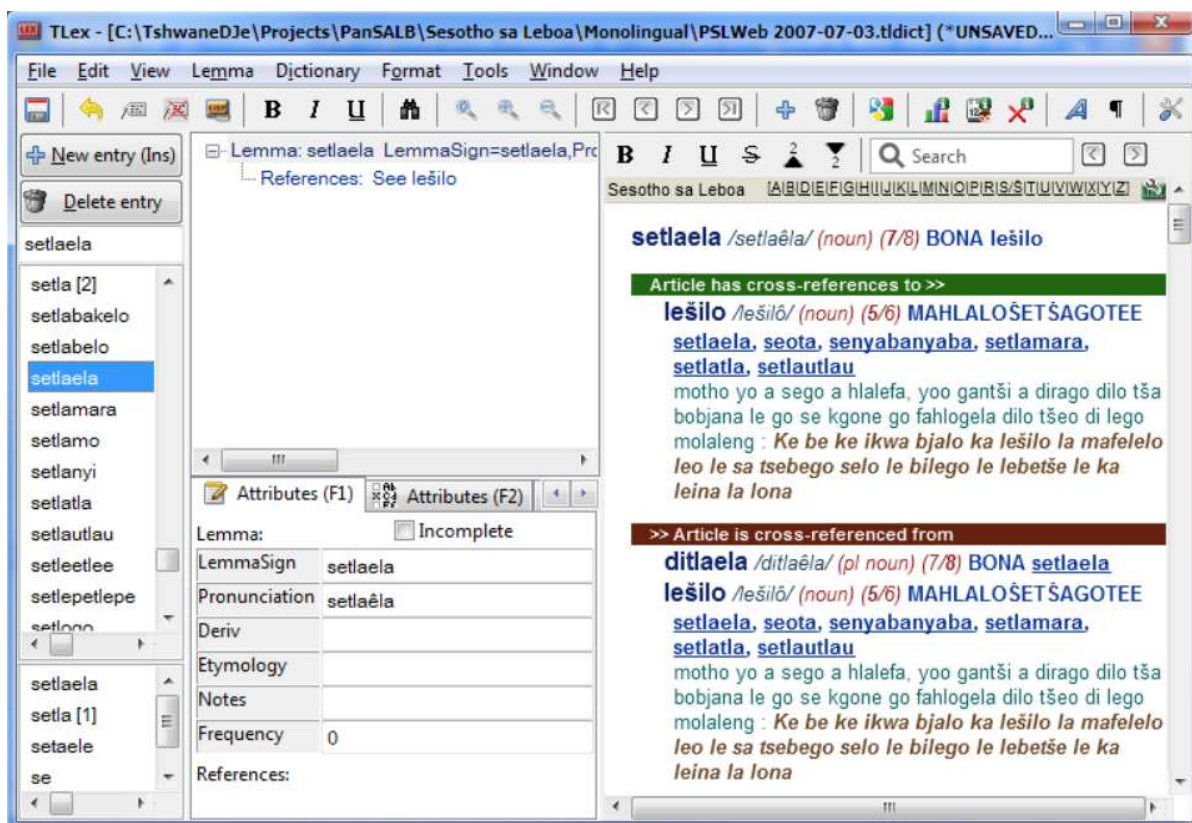 TLex - [C:\TshwaneDJe\Projects\PanSALB\Sesotho sa Leboa\Monolingual\PSLWeb 2007-07-03.tldict] (*UNSAVED...
File Edit View Lemma Dictionary Format Tools Window Help
B I U
New entry (Ins)
Delete entry
setlaela
setla [2]
setlabakelo
setlabelo
setlaela
setlamara
setlamo
setlanyi
setlatla
setlautlau
setleetlee
setlepetlepe
setlogo
setlaela
setla [1]
setaele
se
Lemma: setlaela LemmaSign=setlaela,Pro
References: See lešilo
Attributes (F1) Attributes (F2)
Lemma: Incomplete
LemmaSign setlaela
Pronunciation setlaêla
Deriv
Etymology
Notes
Frequency 0
References:
B I U S 2 2 Search
Sesotho sa Leboa |A|B|D|E|F|G|H|I|J|K|L|M|N|O|P|R|S/Š|T|U|V|W|X|Y|Z|
setlaela /setlaêla/ (noun) (7/8) BONA lešilo
Article has cross-references to >>
lešilo /lešilô/ (noun) (5/6) MAHLALOŠETŠAGOTEE
setlaela, seota, senyabanyaba, setlamara,
setlatla, setlautlau
motho yo a sego a hlalefa, yoo gantši a dirago dilo tša
bobjana le go se kgone go fahlogela dilo tšeo di lego
molaleng : Ke be ke ikwa bjalo ka lešilo la mafelelo
leo le sa tsebego selo le bilego le lebetše le ka
leina la lona
>> Article is cross-referenced from
ditlaela /ditlaêla/ (pl noun) (7/8) BONA setlaela
lešilo /lešilô/ (noun) (5/6) MAHLALOŠETŠAGOTEE
setlaela, seota, senyabanyaba, setlamara,
setlatla, setlautlau
motho yo a sego a hlalefa, yoo gantši a dirago dilo tša
bobjana le go se kgone go fahlogela dilo tšeo di lego
molaleng : Ke be ke ikwa bjalo ka lešilo la mafelelo
leo le sa tsebego selo le bilego le lebetše le ka
leina la lona